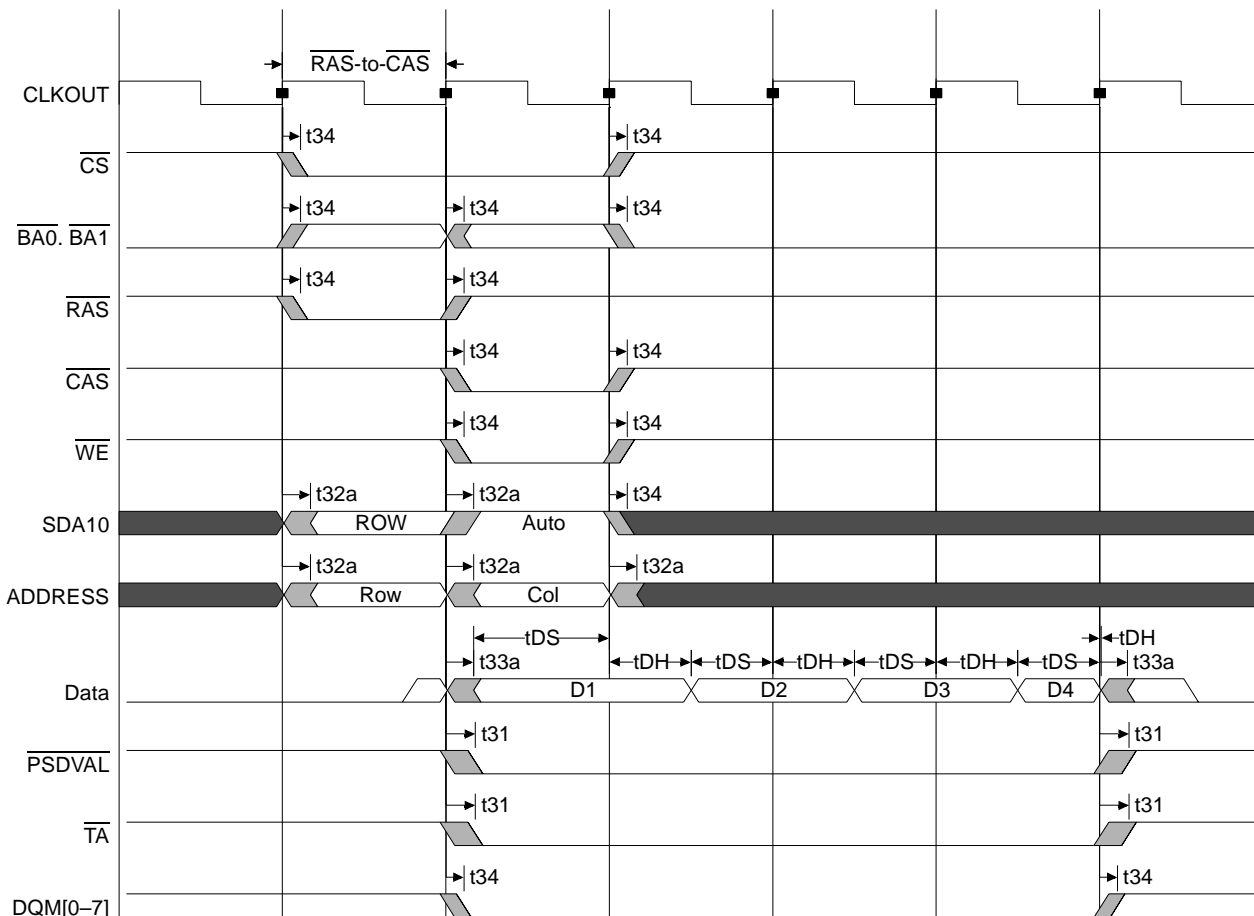 RAS-to-CAS
CLKOUT
t34 t34
CS
t34 t34 t34
BA0. BA1
t34 t34
RAS
t34 t34
CAS
t34 t34
WE
t32a t32a t34
SDA10 ROW Auto
t32a t32a t32a
ADDRESS Row Col
tDS tDH
t33a tDH tDS tDH tDS tDH tDS t33a
Data D1 D2 D3 D4
t31 t31
PSDVAL
t31 t31
TA
t34 t34
DQM[0–7]